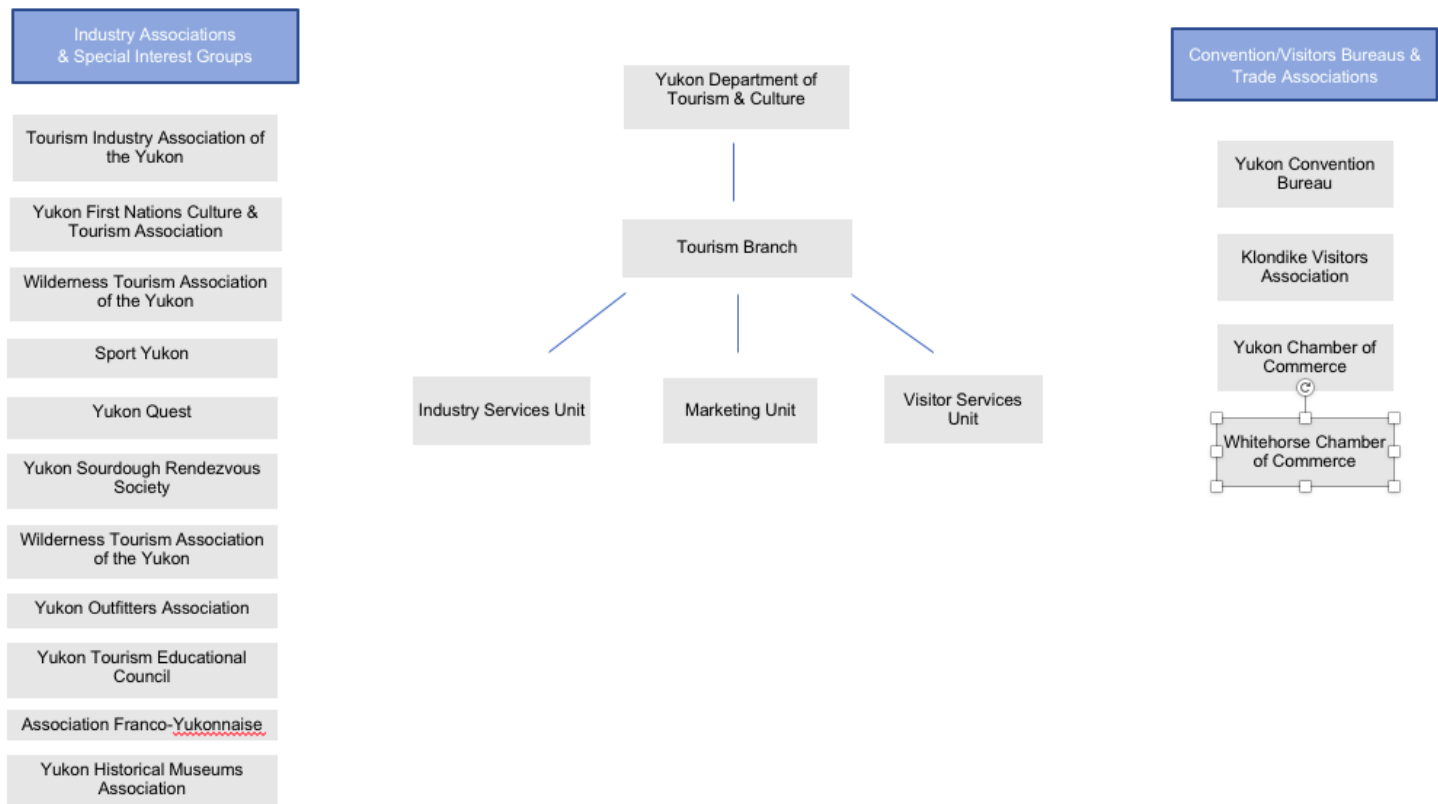 Industry Associations
& Special Interest Groups
Tourism Industry Association of
the Yukon
Yukon First Nations Culture &
Tourism Association
Wilderness Tourism Association
of the Yukon
Sport Yukon
Yukon Quest
Yukon Sourdough Rendezvous
Society
Wilderness Tourism Association
of the Yukon
Yukon Outfitters Association
Yukon Tourism Educational
Council
Association Franco-Yukonnaise
Yukon Historical Museums
Association
Yukon Department of
Tourism & Culture
Tourism Branch
Industry Services Unit
Marketing Unit
Visitor Services
Unit
Convention/Visitors Bureaus &
Trade Associations
Yukon Convention
Bureau
Klondike Visitors
Association
Yukon Chamber of
Commerce
Whitehorse Chamber
of Commerce